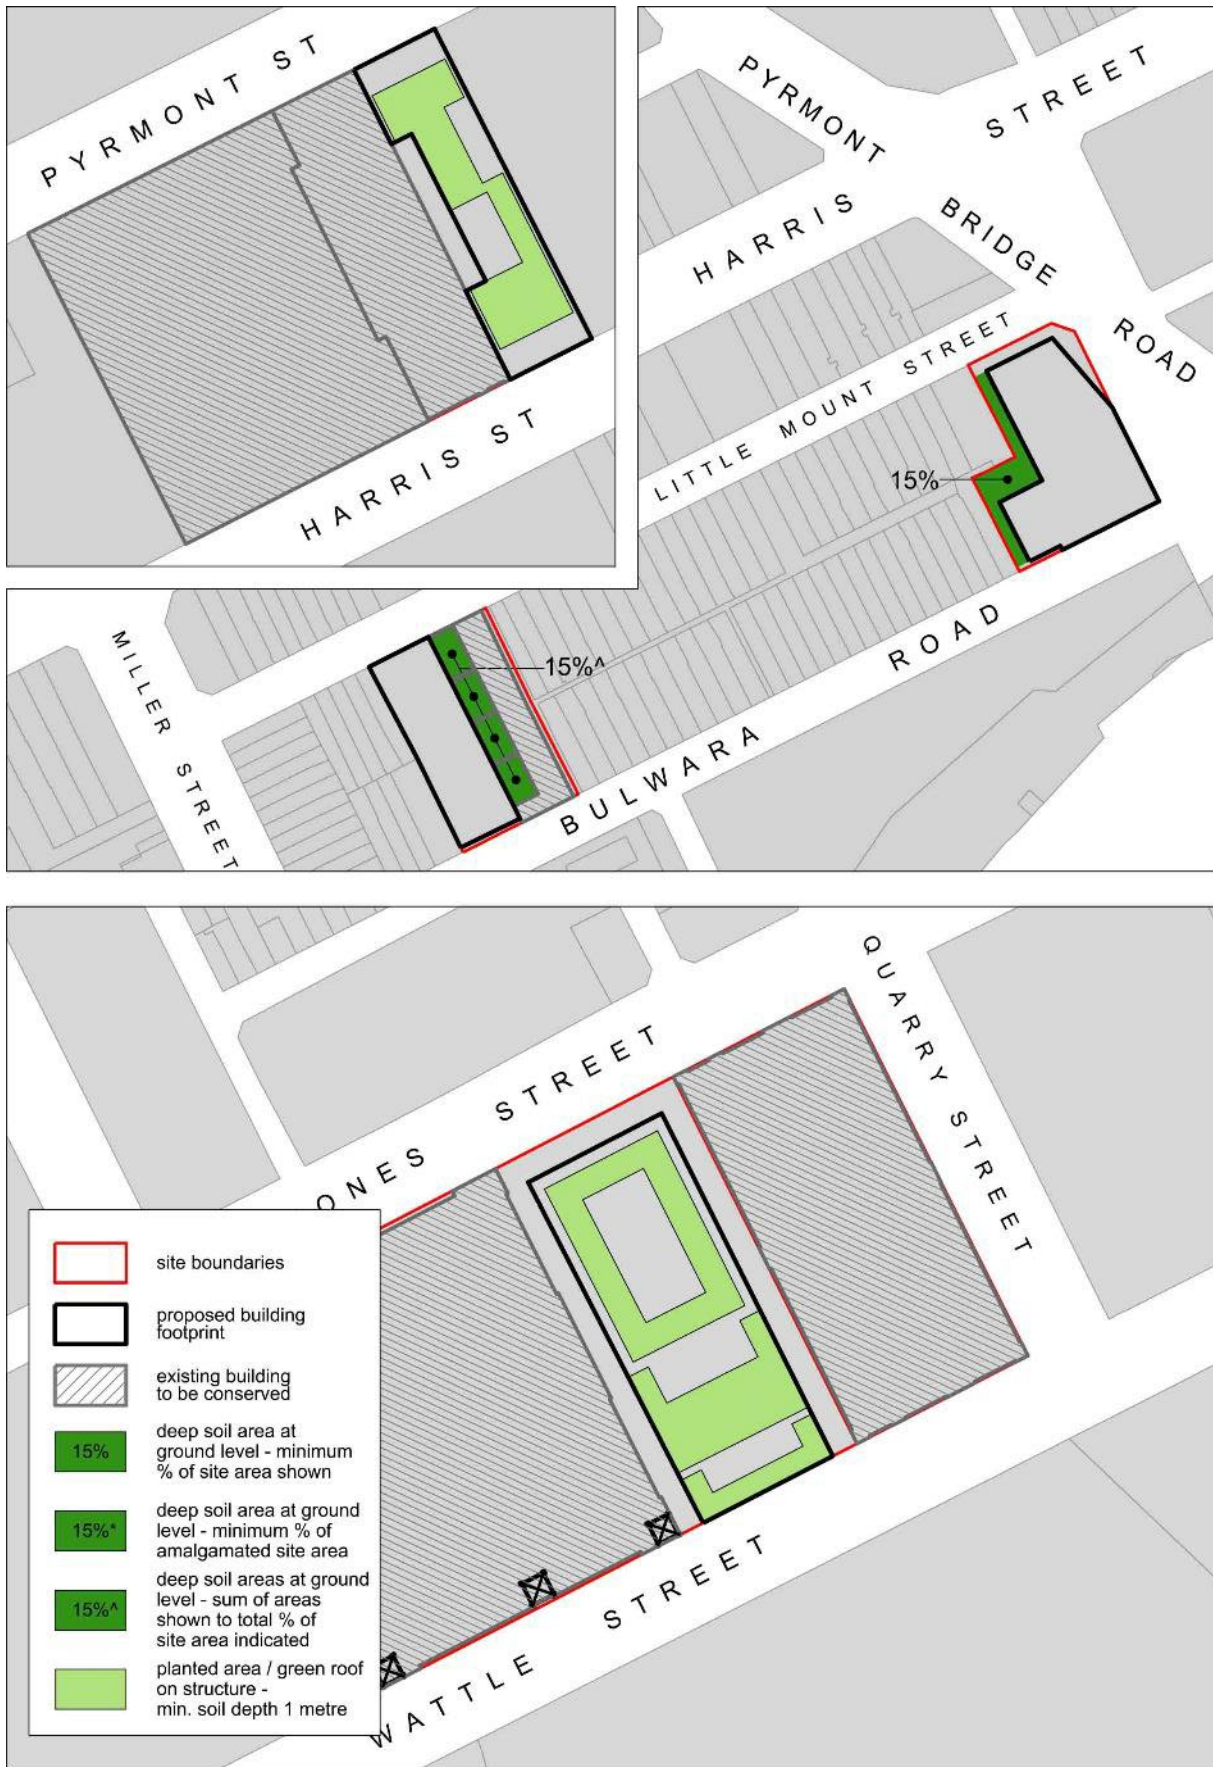 PYRMONT ST
HARRIS ST
PYRMONT
BRIDGE
ROAD
HARRIS STREET
LITTLE MOUNT STREET
15%
MILLER STREET
15%^
BULWARA ROAD
QUARRY STREET
ONES STREET
WATTLE STREET
site boundaries
proposed building
footprint
existing building
to be conserved
15%
deep soil area at
ground level - minimum
% of site area shown
15%*
deep soil area at ground
level - minimum % of
amalgamated site area
15%^
deep soil areas at ground
level - sum of areas
shown to total % of
site area indicated
planted area / green roof
on structure -
min. soil depth 1 metre